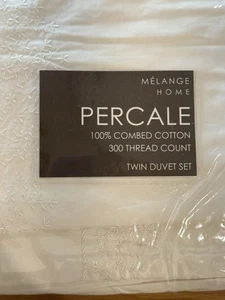 MÉLANGE
HOME
PERCALE
100% COMBED COTTON
300 THREAD COUNT
TWIN DUVET SET